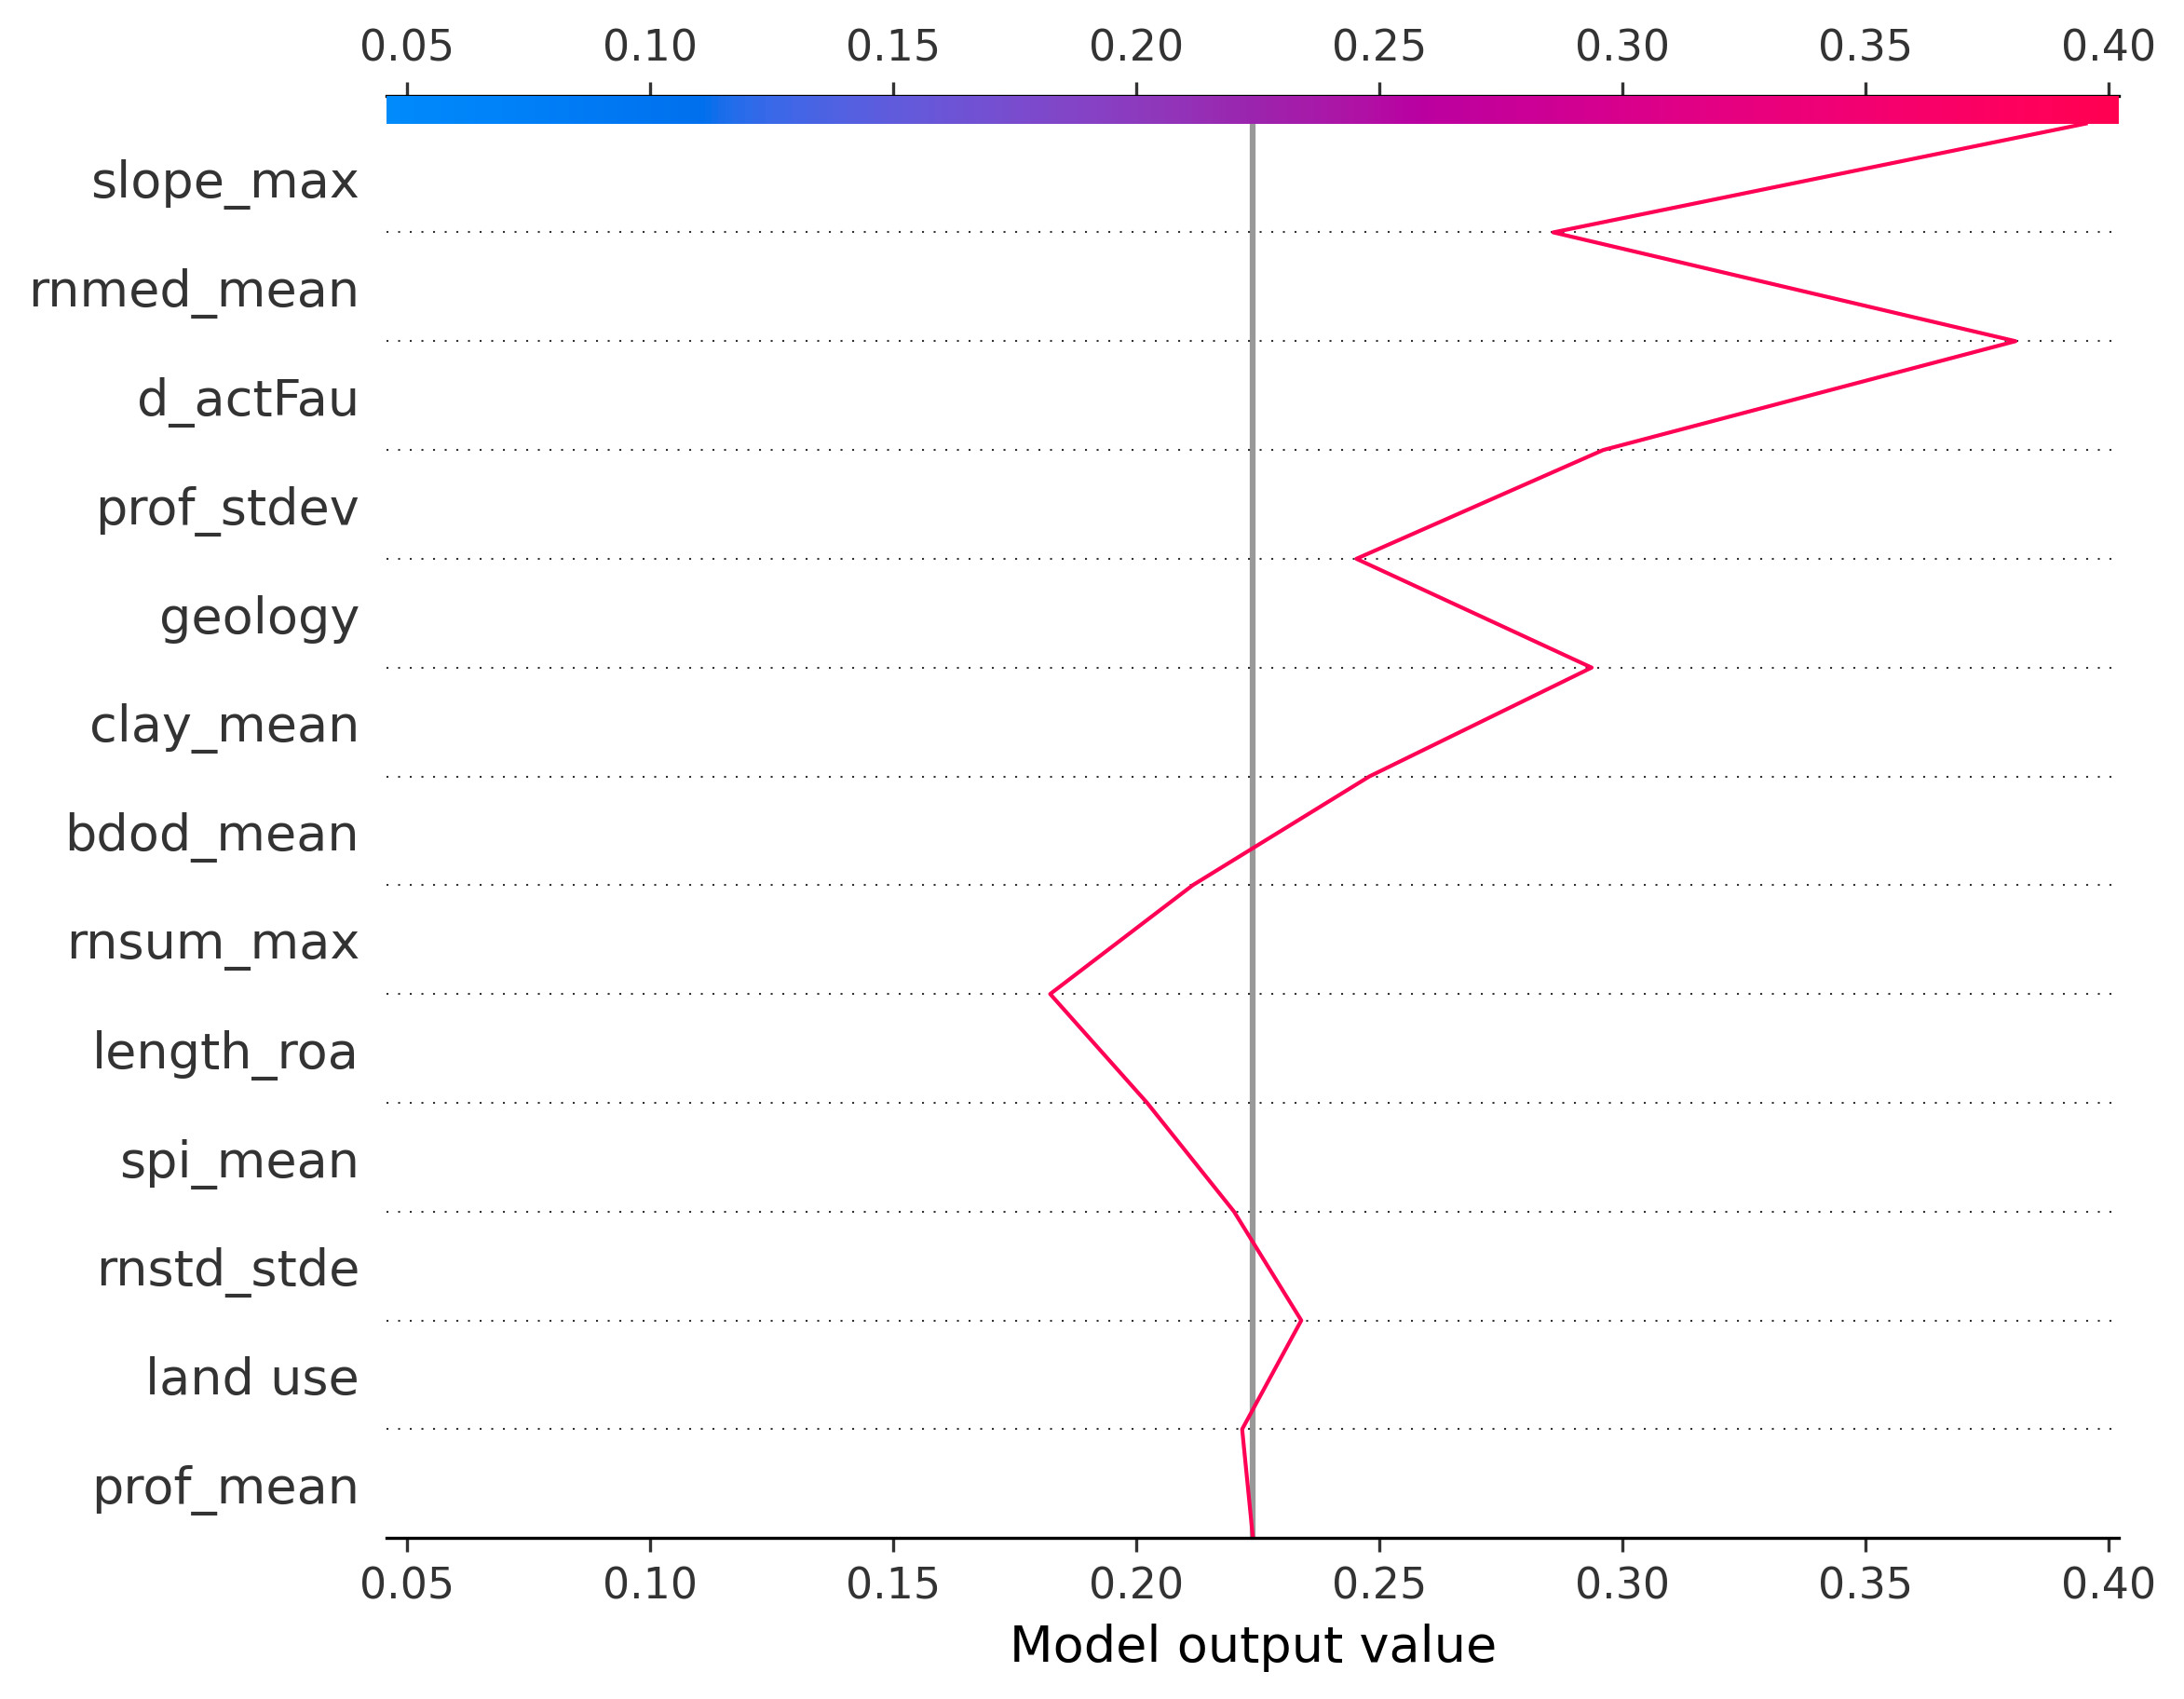 0.05 0.10 0.15 0.20 0.25 0.30 0.35 0.40
slope_max
rnmed_mean
d_actFau
prof_stdev
geology
clay_mean
bdod_mean
rnsum_max
length_roa
spi_mean
rnstd_stde
land use
prof_mean
0.05 0.10 0.15 0.20 0.25 0.30 0.35 0.40
Model output value